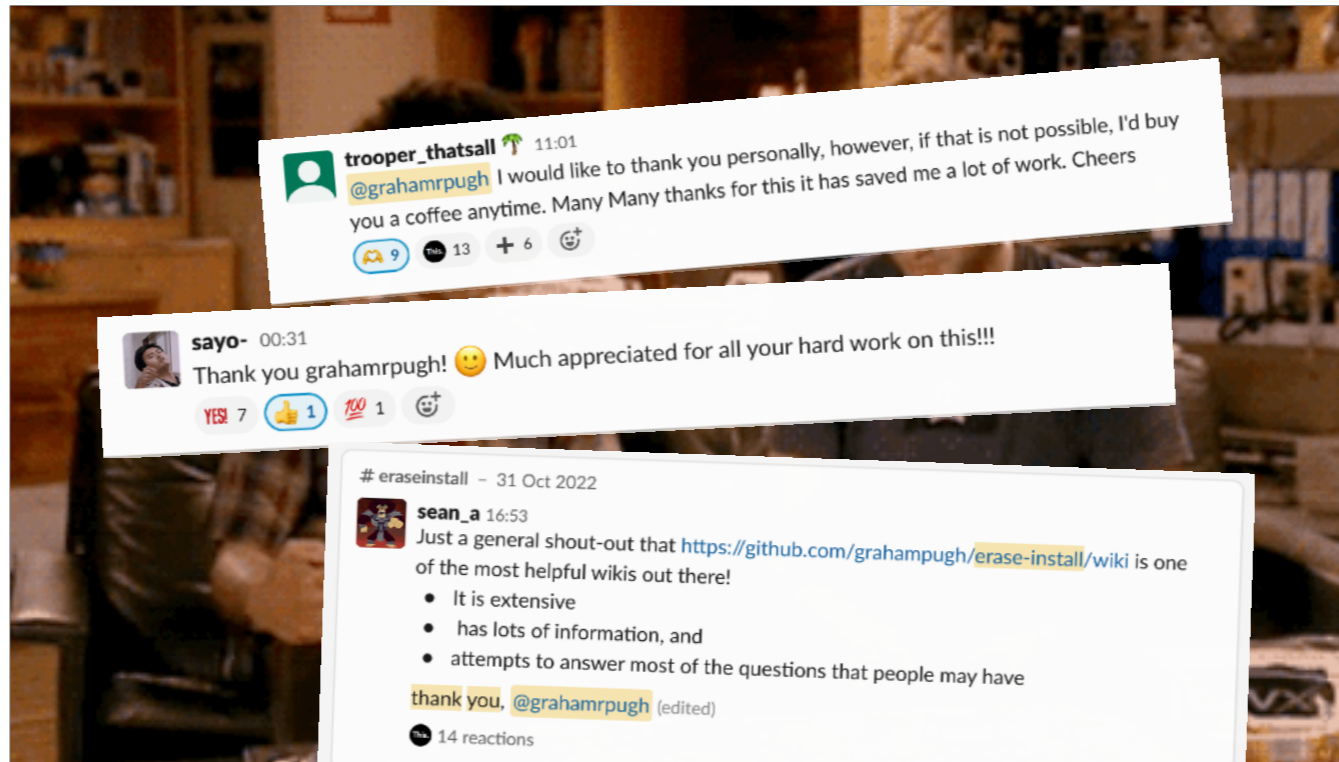 trooper_thatsall 🌴 11:01
@grahamrpugh I would like to thank you personally, however, if that is not possible, I'd buy
you a coffee anytime. Many Many thanks for this it has saved me a lot of work. Cheers
9 This. 13 6
sayo- 00:31
Thank you grahamrpugh! 🙂 Much appreciated for all your hard work on this!!!
YES! 7 👍 1 💯 1
# eraseinstall – 31 Oct 2022
sean_a 16:53
Just a general shout-out that https://github.com/grahampugh/erase-install/wiki is one
of the most helpful wikis out there!
● It is extensive
● has lots of information, and
● attempts to answer most of the questions that people may have
thank you, @grahamrpugh (edited)
This. 14 reactions